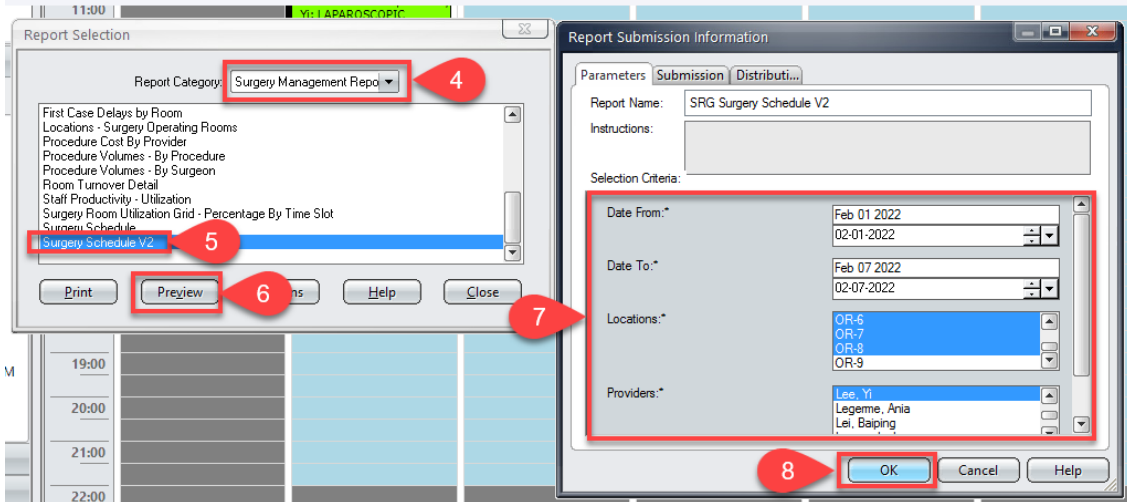 11:00
Yi: LAPAROSCOPIC
Report Selection
Report Category: Surgery Management Repo
4
First Case Delays by Room
Locations - Surgery Operating Rooms
Procedure Cost By Provider
Procedure Volumes - By Procedure
Procedure Volumes - By Surgeon
Room Turnover Detail
Staff Productivity - Utilization
Surgery Room Utilization Grid - Percentage By Time Slot
Surgery Schedule
Surgery Schedule V2
5
Print Preview 6 ns Help Close
M
19:00
20:00
21:00
22:00
Report Submission Information
Parameters Submission Distributi...
Report Name: SRG Surgery Schedule V2
Instructions:
Selection Criteria:
7
Date From:* Feb 01 2022
02-01-2022
Date To:* Feb 07 2022
02-07-2022
Locations:* OR-6
OR-7
OR-8
OR-9
Providers:* Lee, Yi
Legerme, Ania
Lei, Baiping
8
OK Cancel Help